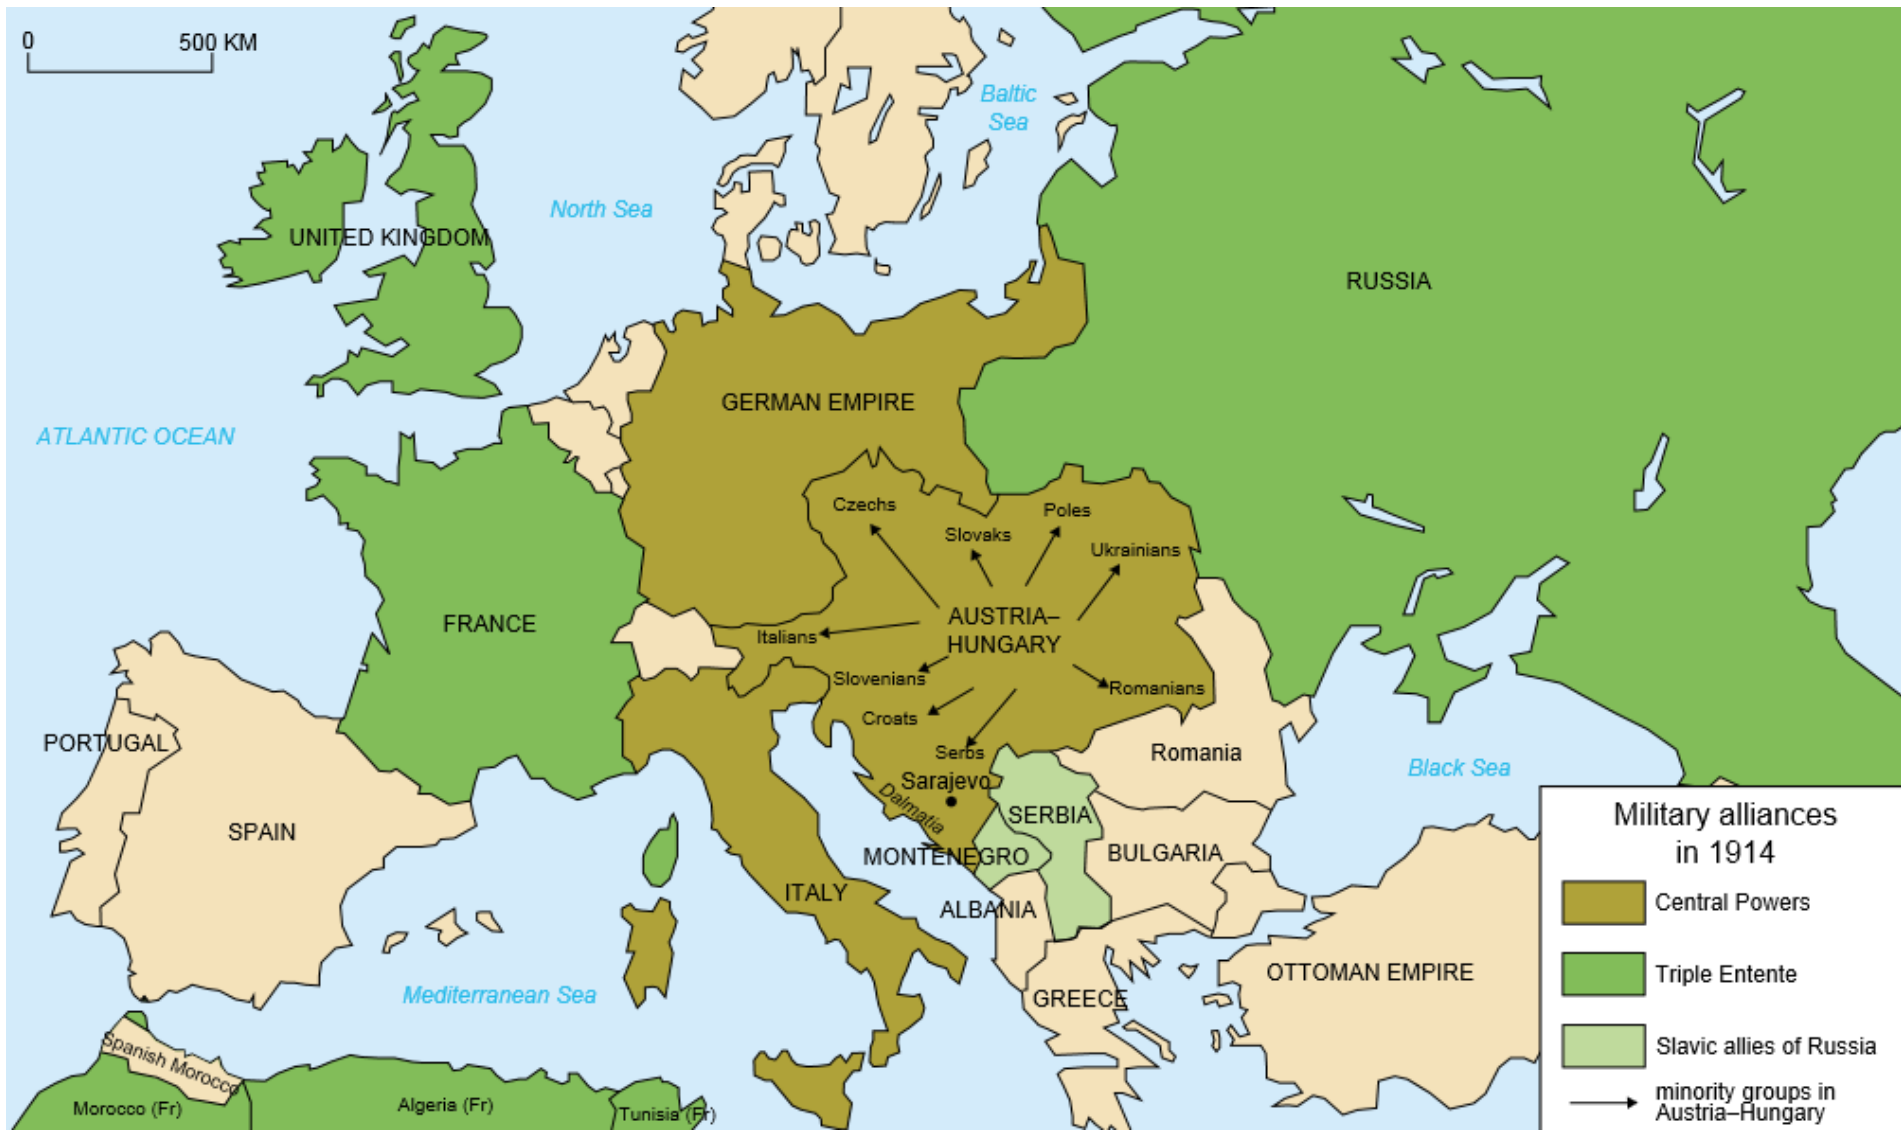 0
500 KM
Baltic
Sea
North Sea
UNITED KINGDOM
RUSSIA
GERMAN EMPIRE
ATLANTIC OCEAN
Czechs
Poles
Slovaks
Ukrainians
AUSTRIA–
HUNGARY
FRANCE
Italians
Slovenians
Romanians
Croats
PORTUGAL
Serbs
Romania
Sarajevo
Black Sea
Dalmatia
SERBIA
SPAIN
MONTENEGRO
BULGARIA
ITALY
ALBANIA
OTTOMAN EMPIRE
Mediterranean Sea
GREECE
Spanish Morocco
Morocco (Fr)
Algeria (Fr)
Tunisia (Fr)
Military alliances
in 1914
Central Powers
Triple Entente
Slavic allies of Russia
minority groups in
Austria–Hungary